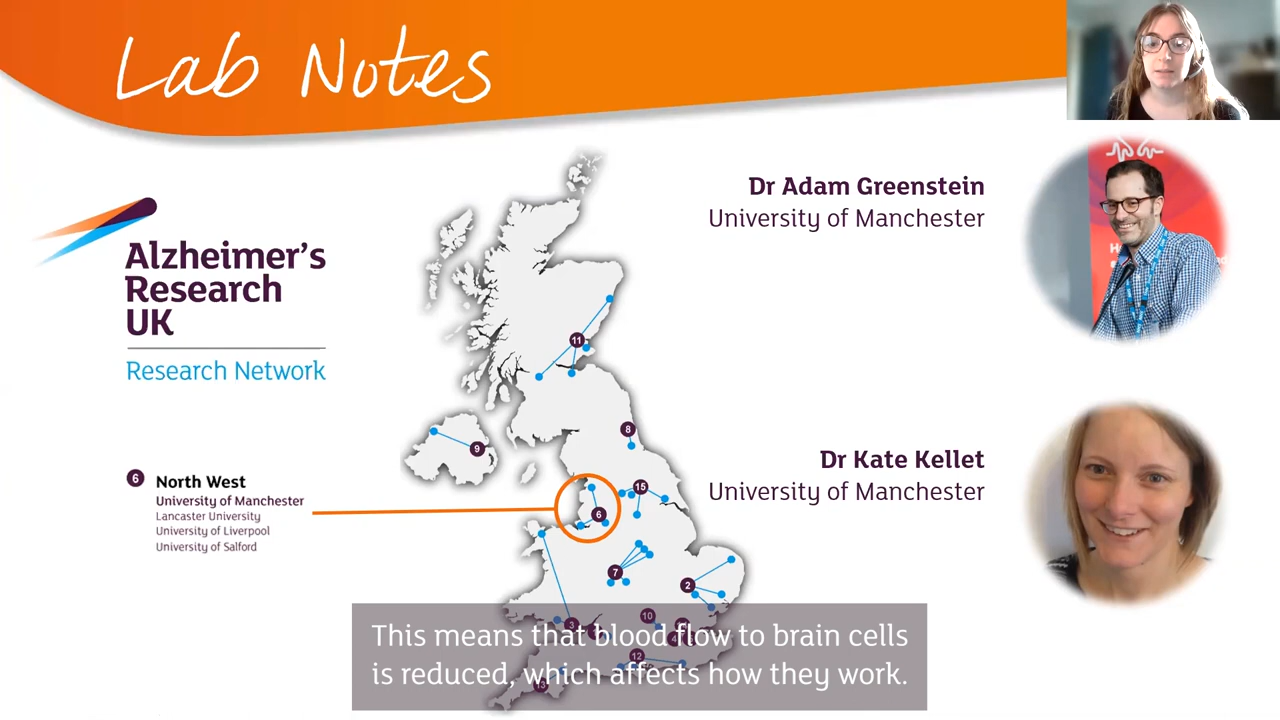 Lab Notes
Dr Adam Greenstein
University of Manchester
Alzheimer's
Research
UK
Research Network
11
8
9
Dr Kate Kellet
University of Manchester
6 North West
University of Manchester
Lancaster University
University of Liverpool
University of Salford
15
6
7
2
10
3
12
13
This means that blood flow to brain cells
is reduced, which affects how they work.